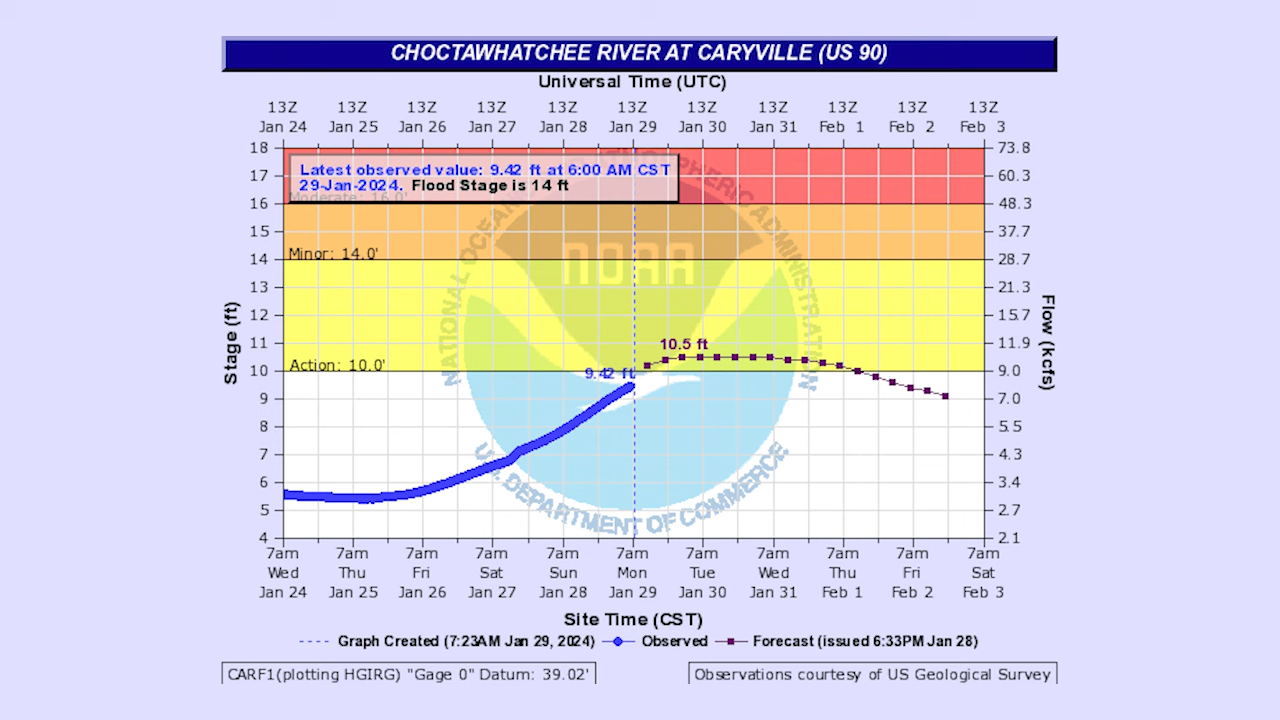 CHOCTAWHATCHEE RIVER AT CARYVILLE (US 90)
Universal Time (UTC)
13Z 13Z 13Z 13Z 13Z 13Z 13Z 13Z 13Z 13Z 13Z
Jan 24 Jan 25 Jan 26 Jan 27 Jan 28 Jan 29 Jan 30 Jan 31 Feb 1 Feb 2 Feb 3
Latest observed value: 9.42 ft at 6:00 AM CST
29-Jan-2024. Flood Stage is 14 ft
Moderate: 16.0'
Minor: 14.0'
Action: 10.0'
NATIONAL OCEANIC AND ATMOSPHERIC ADMINISTRATION
NOAA
U.S. DEPARTMENT OF COMMERCE
10.5 ft
9.42 ft
Stage (ft)
18
17
16
15
14
13
12
11
10
9
8
7
6
5
4
Flow (kcfs)
73.8
60.3
48.3
37.7
28.7
21.3
15.7
11.9
9.0
7.0
5.5
4.3
3.4
2.7
2.1
7am 7am 7am 7am 7am 7am 7am 7am 7am 7am 7am
Wed Thu Fri Sat Sun Mon Tue Wed Thu Fri Sat
Jan 24 Jan 25 Jan 26 Jan 27 Jan 28 Jan 29 Jan 30 Jan 31 Feb 1 Feb 2 Feb 3
Site Time (CST)
Graph Created (7:23AM Jan 29, 2024) Observed Forecast (issued 6:33PM Jan 28)
CARF1(plotting HGIRG) "Gage 0" Datum: 39.02'
Observations courtesy of US Geological Survey